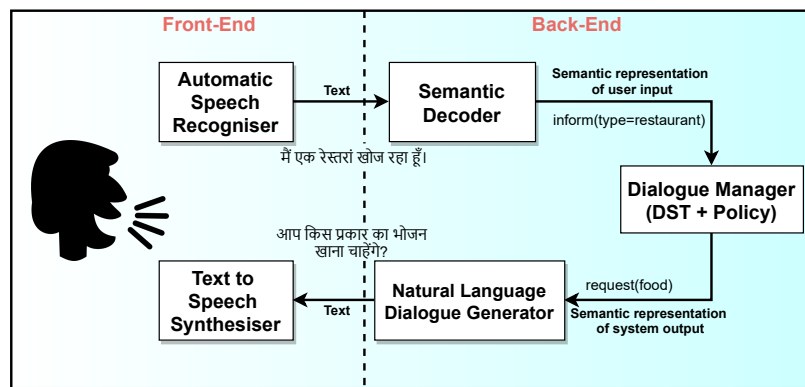 Front-End
Back-End
Automatic
Speech
Recogniser
Text
Semantic
Decoder
Semantic representation
of user input
inform(type=restaurant)
मैं एक रेस्तरां खोज रहा हूँ।
Dialogue Manager
(DST + Policy)
आप किस प्रकार का भोजन
खाना चाहेंगे?
Text to
Speech
Synthesiser
Text
Natural Language
Dialogue Generator
request(food)
Semantic representation
of system output